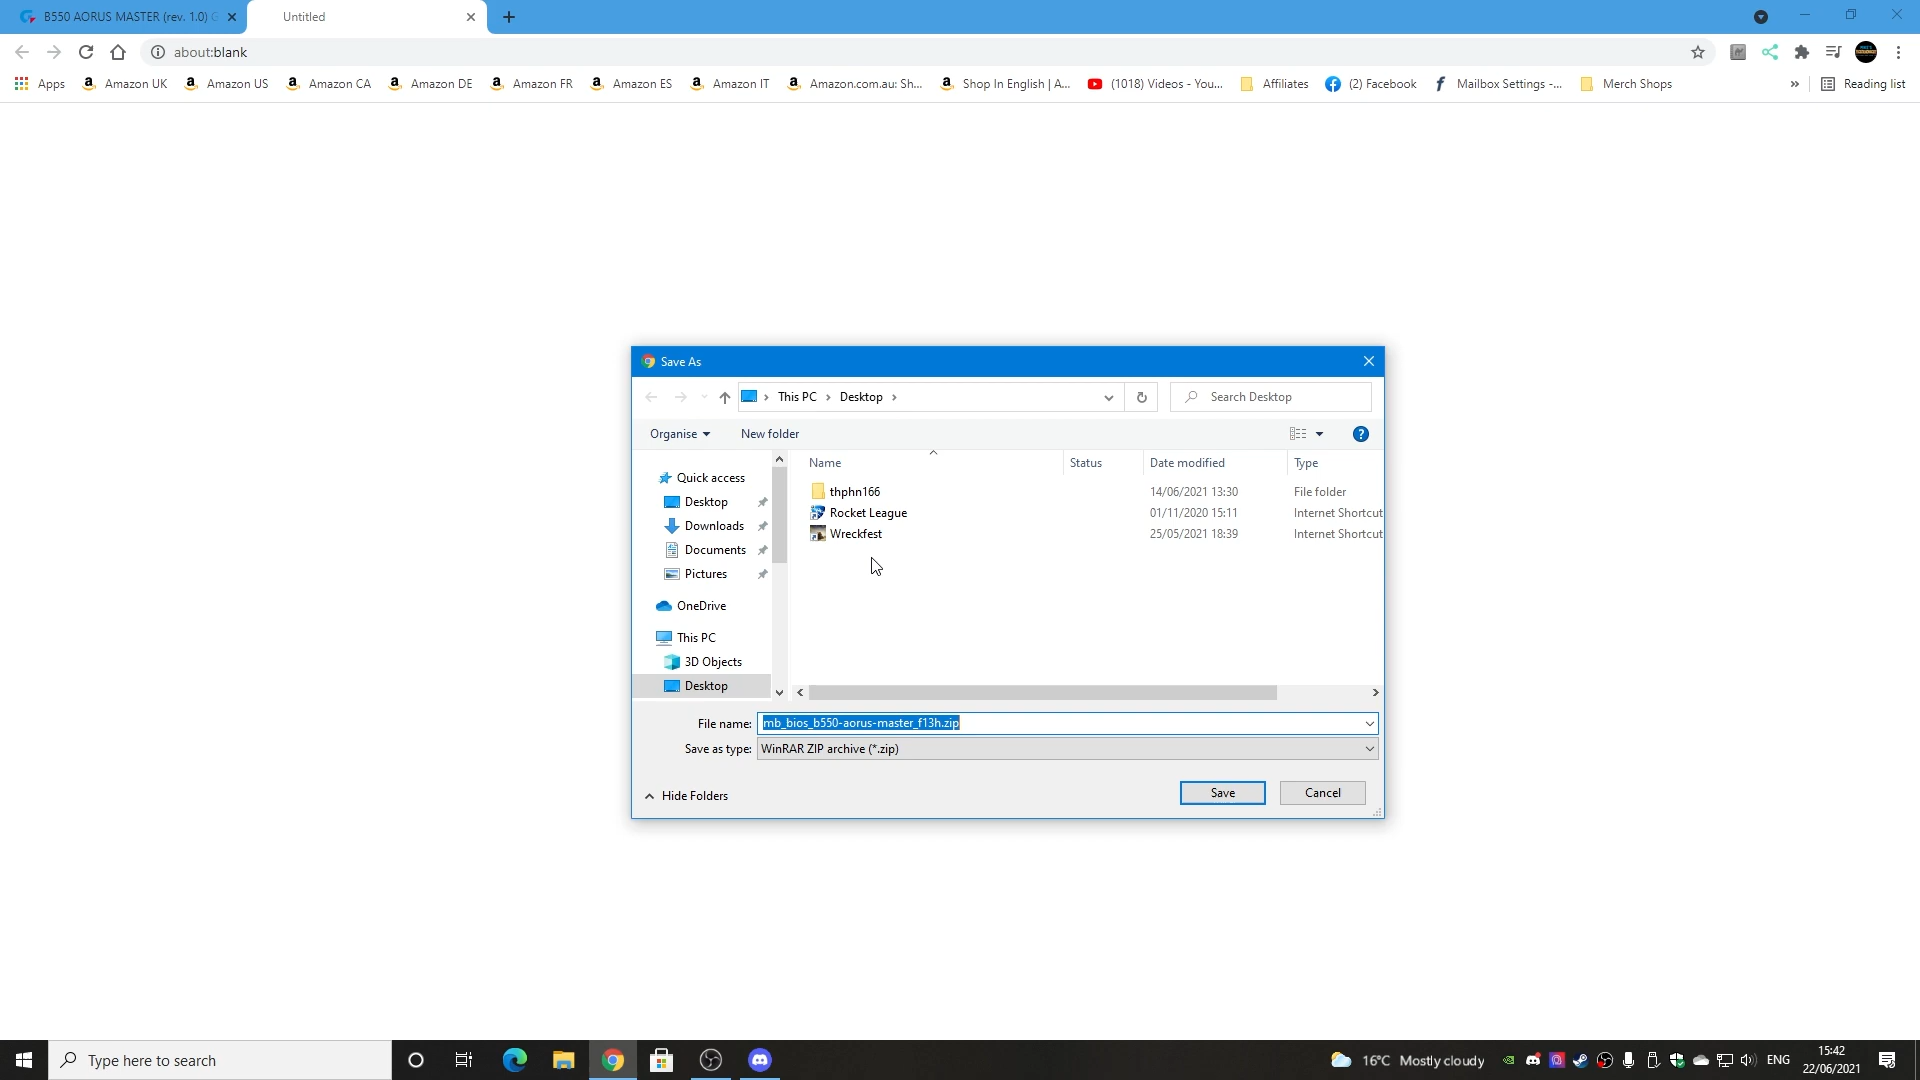 B550 AORUS MASTER (rev. 1.0) G
Untitled
about:blank
Apps
Amazon UK
Amazon US
Amazon CA
Amazon DE
Amazon FR
Amazon ES
Amazon IT
Amazon.com.au: Sh...
Shop In English | A...
(1018) Videos - You...
Affiliates
(2) Facebook
Mailbox Settings -...
Merch Shops
»
Reading list
Save As
This PC
Desktop
Search Desktop
Organise
New folder
Name
Status
Date modified
Type
Quick access
Desktop
Downloads
Documents
Pictures
OneDrive
This PC
3D Objects
Desktop
thphn166 14/06/2021 13:30 File folder
Rocket League 01/11/2020 15:11 Internet Shortcut
Wreckfest 25/05/2021 18:39 Internet Shortcut
File name: mb_bios_b550-aorus-master_f13h.zip
Save as type: WinRAR ZIP archive (*.zip)
Hide Folders
Save
Cancel
Type here to search
16°C Mostly cloudy
ENG
15:42
22/06/2021